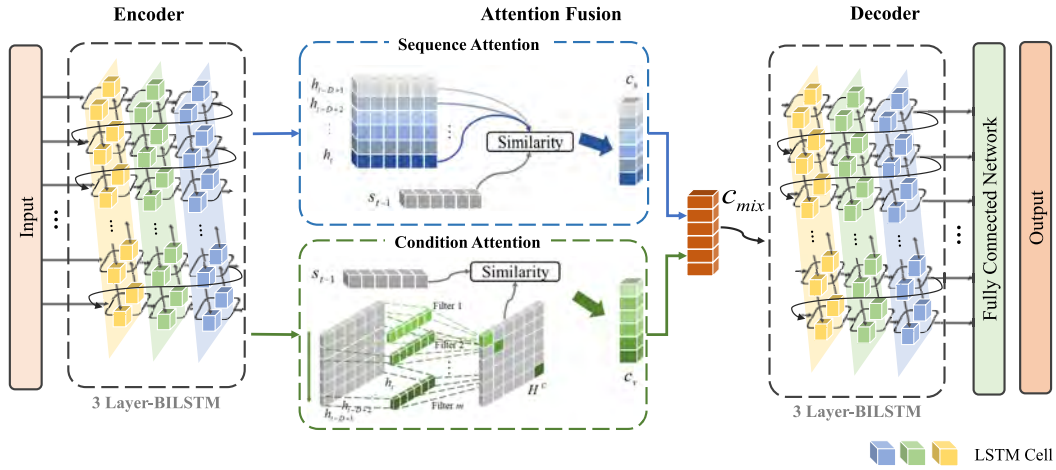 Encoder
Attention Fusion
Decoder
Input
Sequence Attention
h_{t-D+1}
h_{t-D+2}
⋮
h_t
Similarity
s_{t-1}
c_s
Condition Attention
s_{t-1}
Similarity
Filter 1
Filter 2
Filter m
h_t
h_{t-D+2}
h_{t-D+1}
H^C
c_v
c_{mix}
3 Layer-BILSTM
3 Layer-BILSTM
Fully Connected Network
Output
LSTM Cell